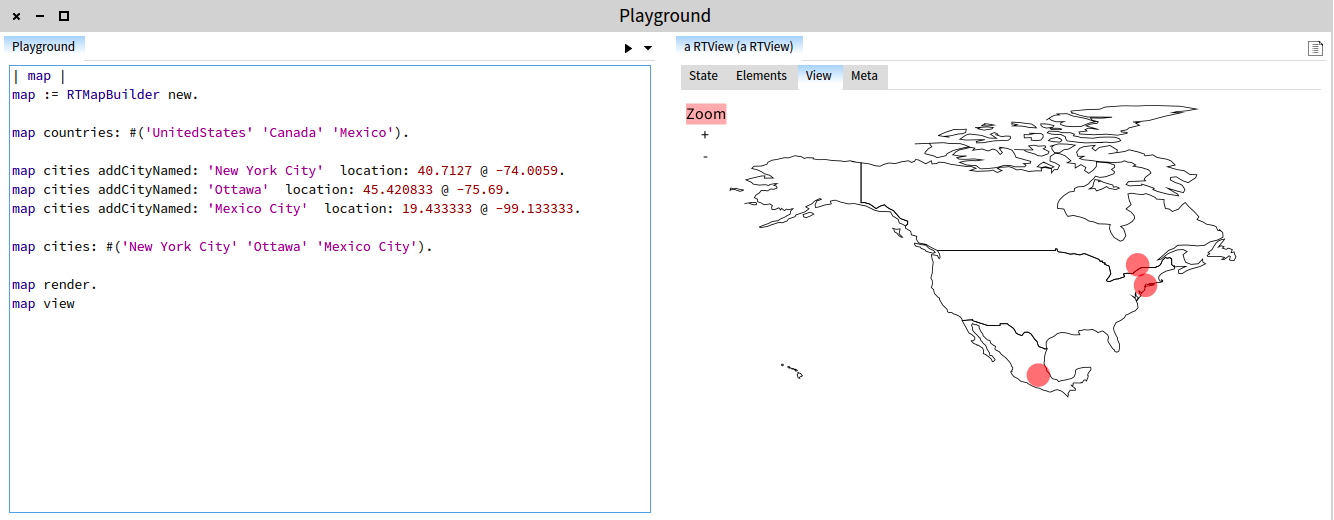 Playground
Playground
| map |
map := RTMapBuilder new.
map countries: #('UnitedStates' 'Canada' 'Mexico').
map cities addCityNamed: 'New York City'  location: 40.7127 @ -74.0059.
map cities addCityNamed: 'Ottawa'  location: 45.420833 @ -75.69.
map cities addCityNamed: 'Mexico City'  location: 19.433333 @ -99.133333.
map cities: #('New York City' 'Ottawa' 'Mexico City').
map render.
map view
a RTView (a RTView)
State Elements View Meta
Zoom
+
-